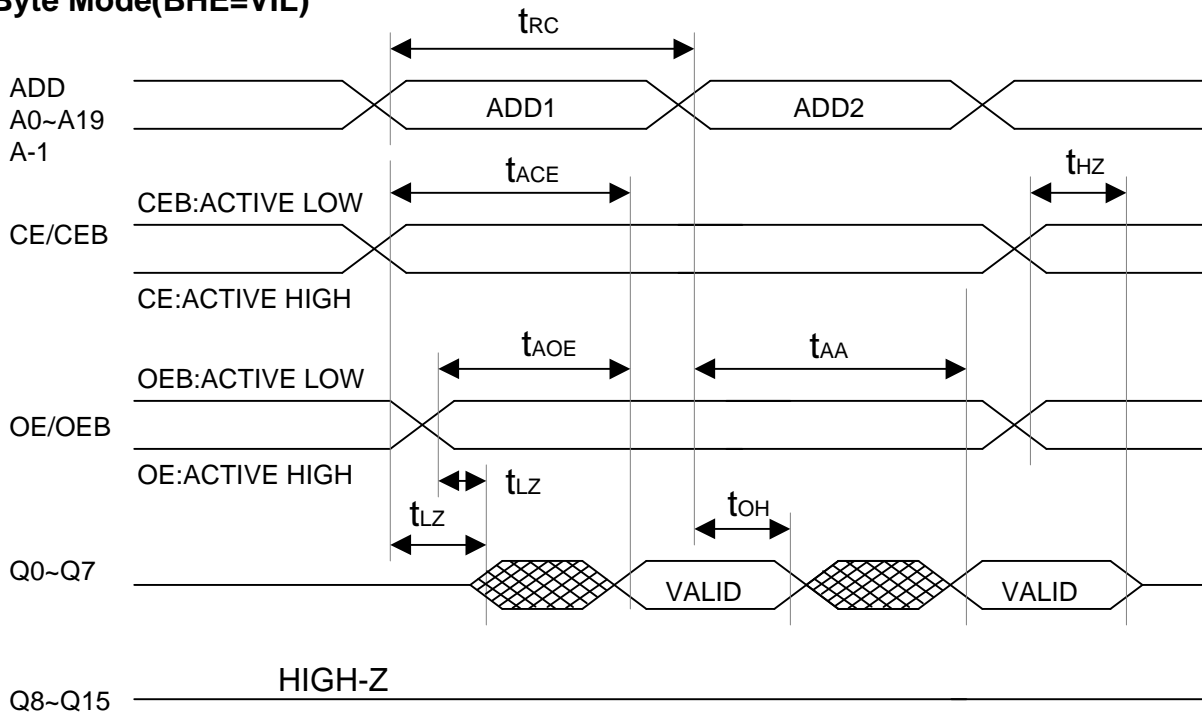 Byte Mode(BHE=VIL)
tRC
ADD
A0~A19
A-1
ADD1
ADD2
tACE
tHZ
CEB:ACTIVE LOW
CE/CEB
CE:ACTIVE HIGH
tAOE
tAA
OEB:ACTIVE LOW
OE/OEB
OE:ACTIVE HIGH
tLZ
tLZ
tOH
Q0~Q7
VALID
VALID
HIGH-Z
Q8~Q15